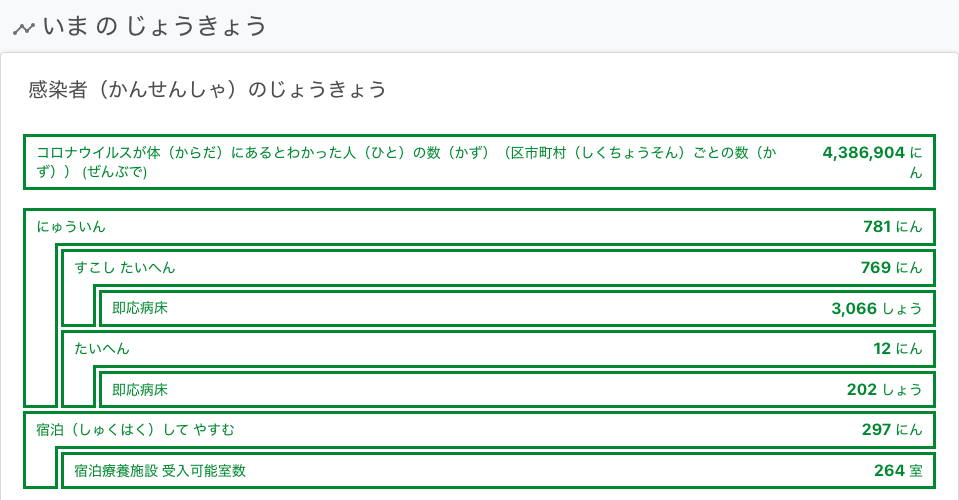 いま の じょうきょう
感染者（かんせんしゃ）のじょうきょう
コロナウイルスが体（からだ）にあるとわかった人（ひと）の数（かず）（区市町村（しくちょうそん）ごとの数（か
ず）） (ぜんぶで)
4,386,904 に
ん
にゅういん 781 にん
すこし たいへん 769 にん
即応病床 3,066 しょう
たいへん 12 にん
即応病床 202 しょう
宿泊（しゅくはく）して やすむ 297 にん
宿泊療養施設 受入可能室数 264 室